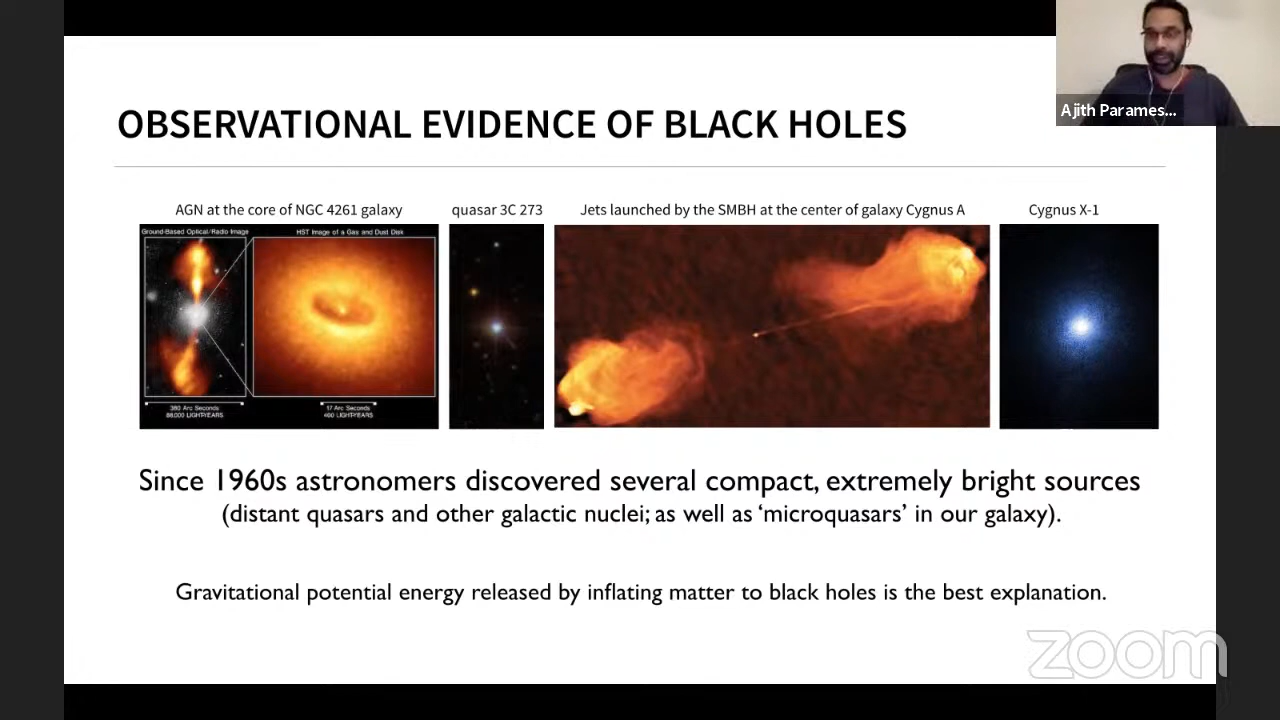 Ajith Parames...
OBSERVATIONAL EVIDENCE OF BLACK HOLES
AGN at the core of NGC 4261 galaxy
quasar 3C 273
Jets launched by the SMBH at the center of galaxy Cygnus A
Cygnus X-1
Ground-Based Optical/Radio Image
HST Image of a Gas and Dust Disk
380 Arc Seconds
88,000 LIGHT-YEARS
17 Arc Seconds
400 LIGHT-YEARS
Since 1960s astronomers discovered several compact, extremely bright sources
(distant quasars and other galactic nuclei; as well as ‘microquasars’ in our galaxy).
Gravitational potential energy released by inflating matter to black holes is the best explanation.
zoom